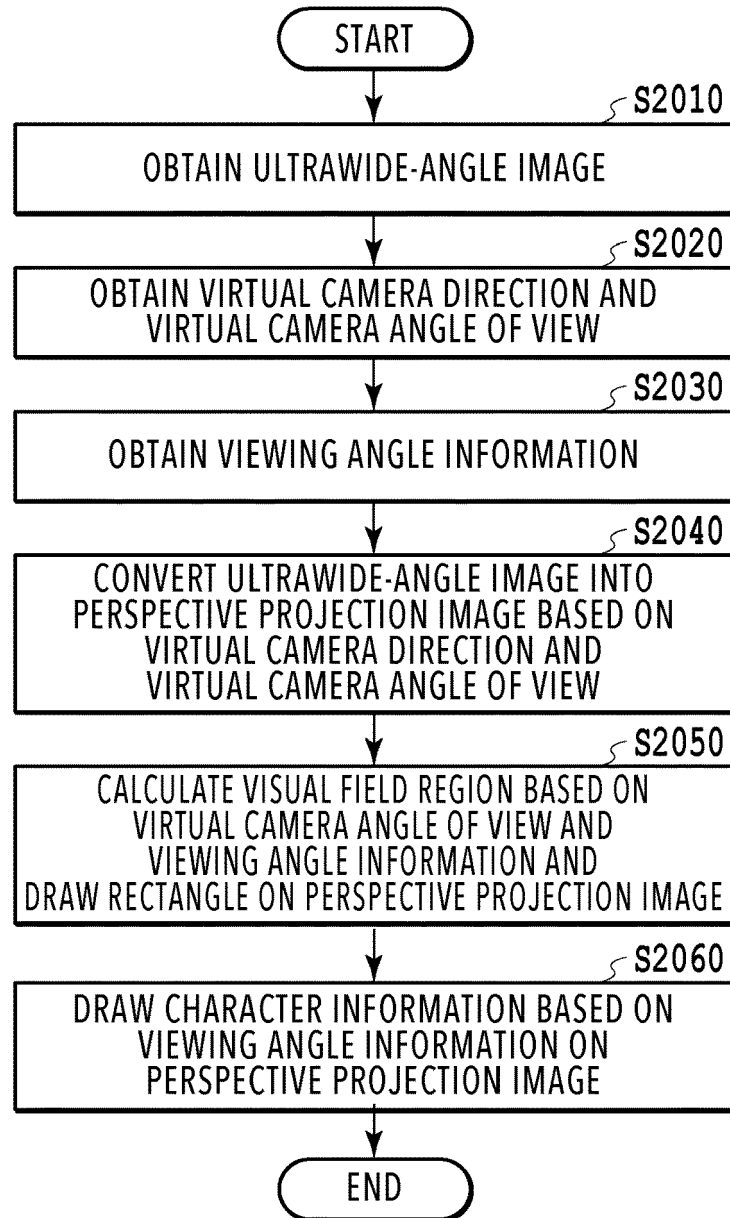 START
S2010
OBTAIN ULTRAWIDE-ANGLE IMAGE
S2020
OBTAIN VIRTUAL CAMERA DIRECTION AND
VIRTUAL CAMERA ANGLE OF VIEW
S2030
OBTAIN VIEWING ANGLE INFORMATION
S2040
CONVERT ULTRAWIDE-ANGLE IMAGE INTO
PERSPECTIVE PROJECTION IMAGE BASED ON
VIRTUAL CAMERA DIRECTION AND
VIRTUAL CAMERA ANGLE OF VIEW
S2050
CALCULATE VISUAL FIELD REGION BASED ON
VIRTUAL CAMERA ANGLE OF VIEW AND
VIEWING ANGLE INFORMATION AND
DRAW RECTANGLE ON PERSPECTIVE PROJECTION IMAGE
S2060
DRAW CHARACTER INFORMATION BASED ON
VIEWING ANGLE INFORMATION ON
PERSPECTIVE PROJECTION IMAGE
END